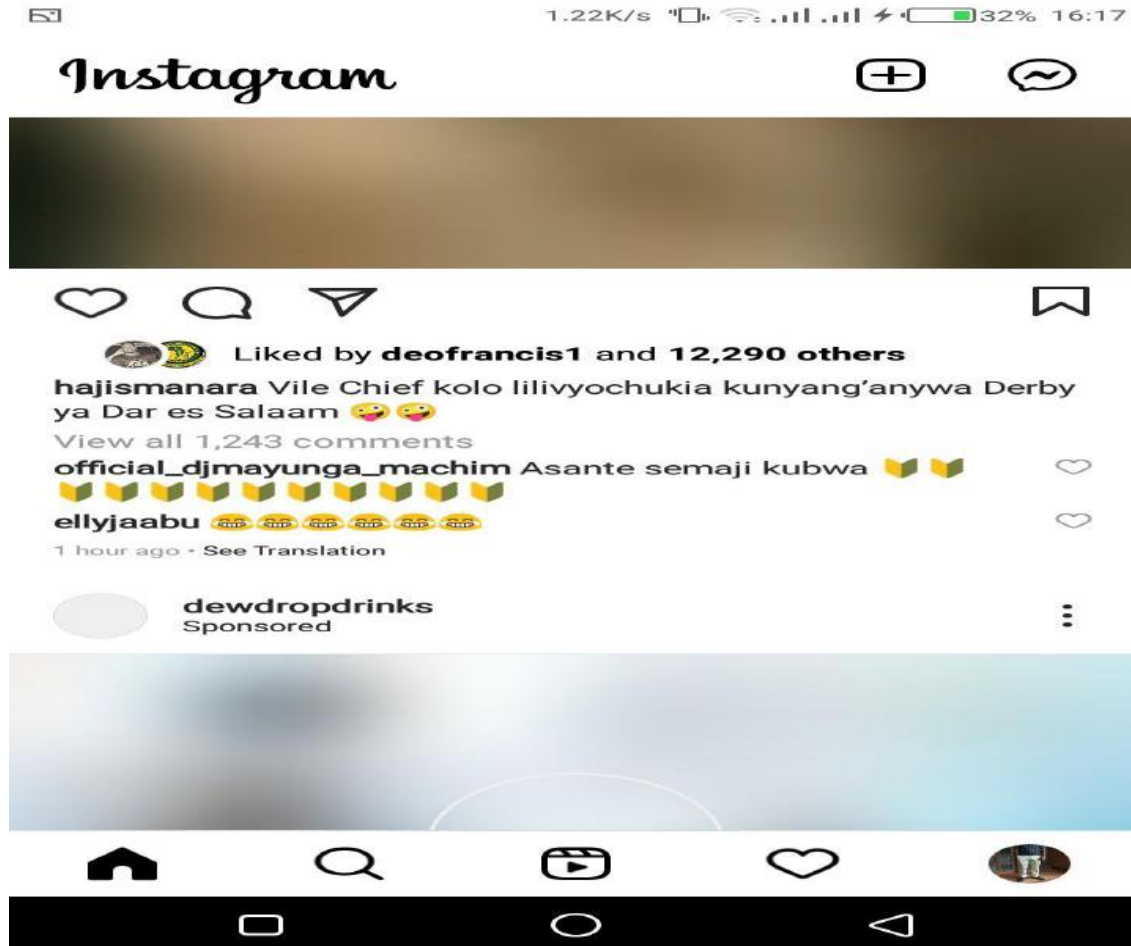 1.22K/s 32% 16:17
Instagram
Liked by deofrancis1 and 12,290 others
hajismanara Vile Chief kolo lilivyochukia kunyang'anywa Derby
ya Dar es Salaam 🤪🤪
View all 1,243 comments
official_djmayunga_machim Asante semaji kubwa 🔰🔰
🔰🔰🔰🔰🔰🔰🔰🔰🔰🔰
ellyjaabu 😂😂😂😂😂😂
1 hour ago • See Translation
dewdropdrinks
Sponsored